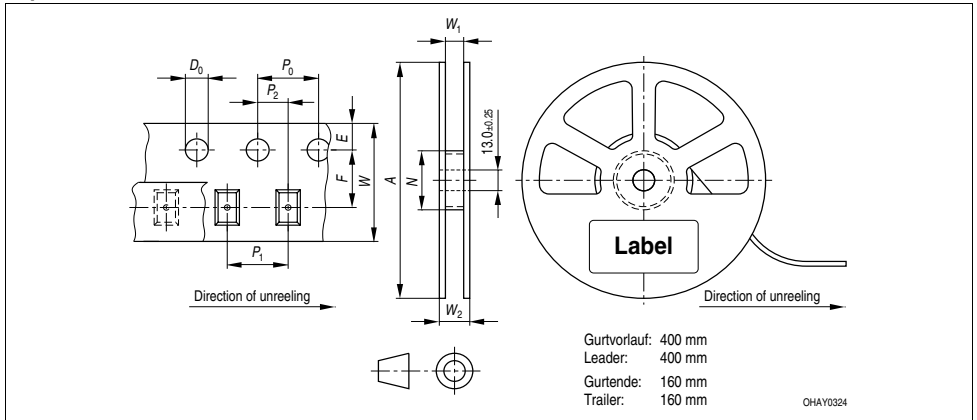 W1
D0
P0
P2
E
F
W
A
N
13.0±0.25
Label
P1
Direction of unreeling
W2
Direction of unreeling
Gurtvorlauf: 400 mm
Leader: 400 mm
Gurtende: 160 mm
Trailer: 160 mm
OHAY0324